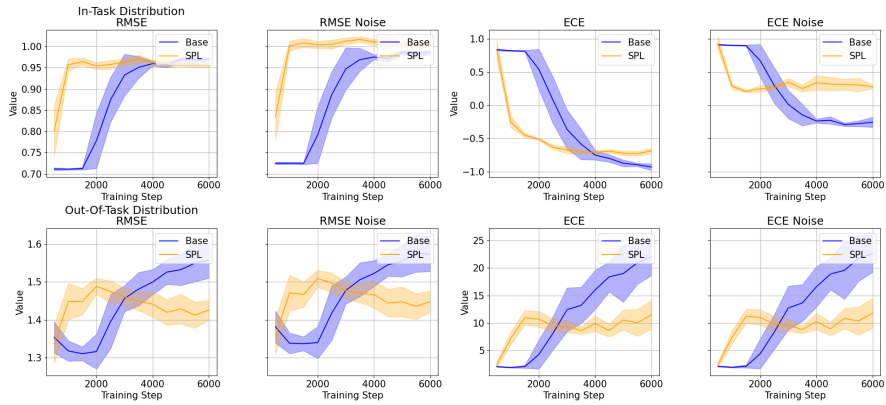 In-Task Distribution
RMSE
RMSE Noise
ECE
ECE Noise
Base
SPL
Base
SPL
Base
SPL
Base
SPL
Value
1.00
0.95
0.90
0.85
0.80
0.75
0.70
Value
1.0
0.5
0.0
−0.5
−1.0
2000
4000
6000
2000
4000
6000
2000
4000
6000
2000
4000
6000
Training Step
Training Step
Training Step
Training Step
Out-Of-Task Distribution
RMSE
RMSE Noise
ECE
ECE Noise
Base
SPL
Base
SPL
Base
SPL
Base
SPL
Value
1.6
1.5
1.4
1.3
Value
25
20
15
10
5
2000
4000
6000
2000
4000
6000
2000
4000
6000
2000
4000
6000
Training Step
Training Step
Training Step
Training Step